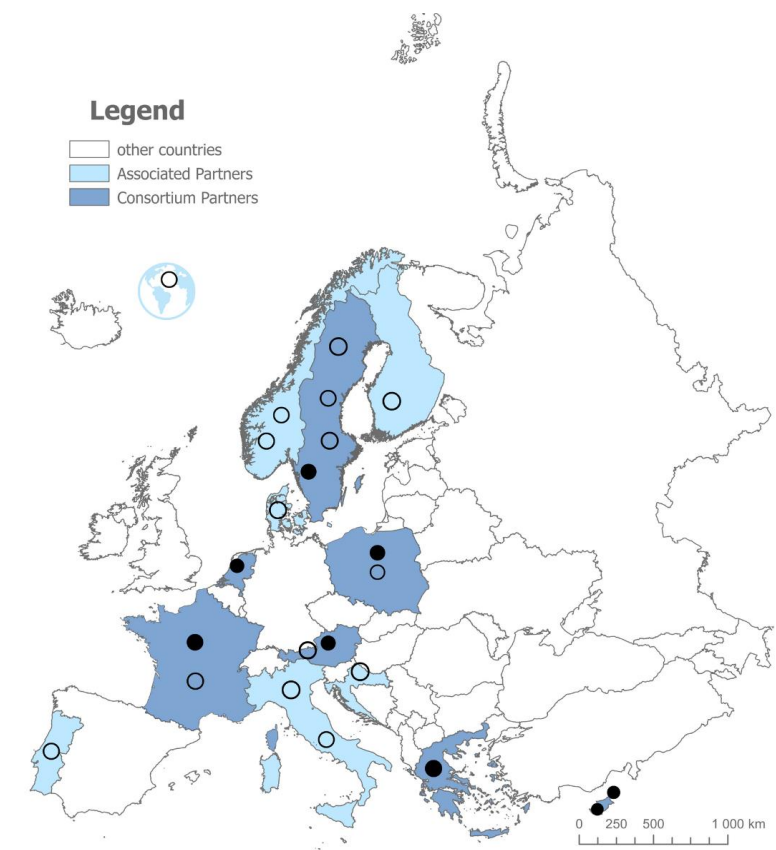 Legend
other countries
Associated Partners
Consortium Partners
0 250 500 1 000 km